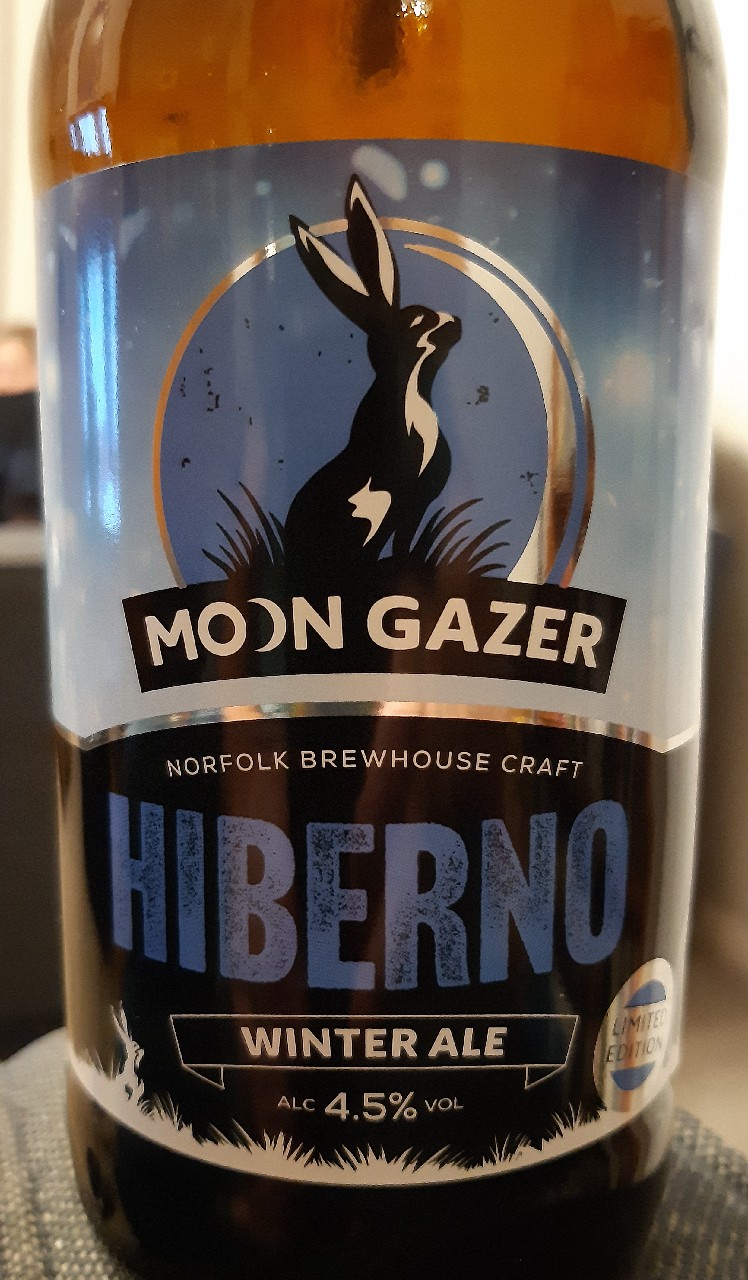 MOON GAZER
NORFOLK BREWHOUSE CRAFT
HIBERNO
WINTER ALE
ALC 4.5% VOL
LIMITED
EDITION